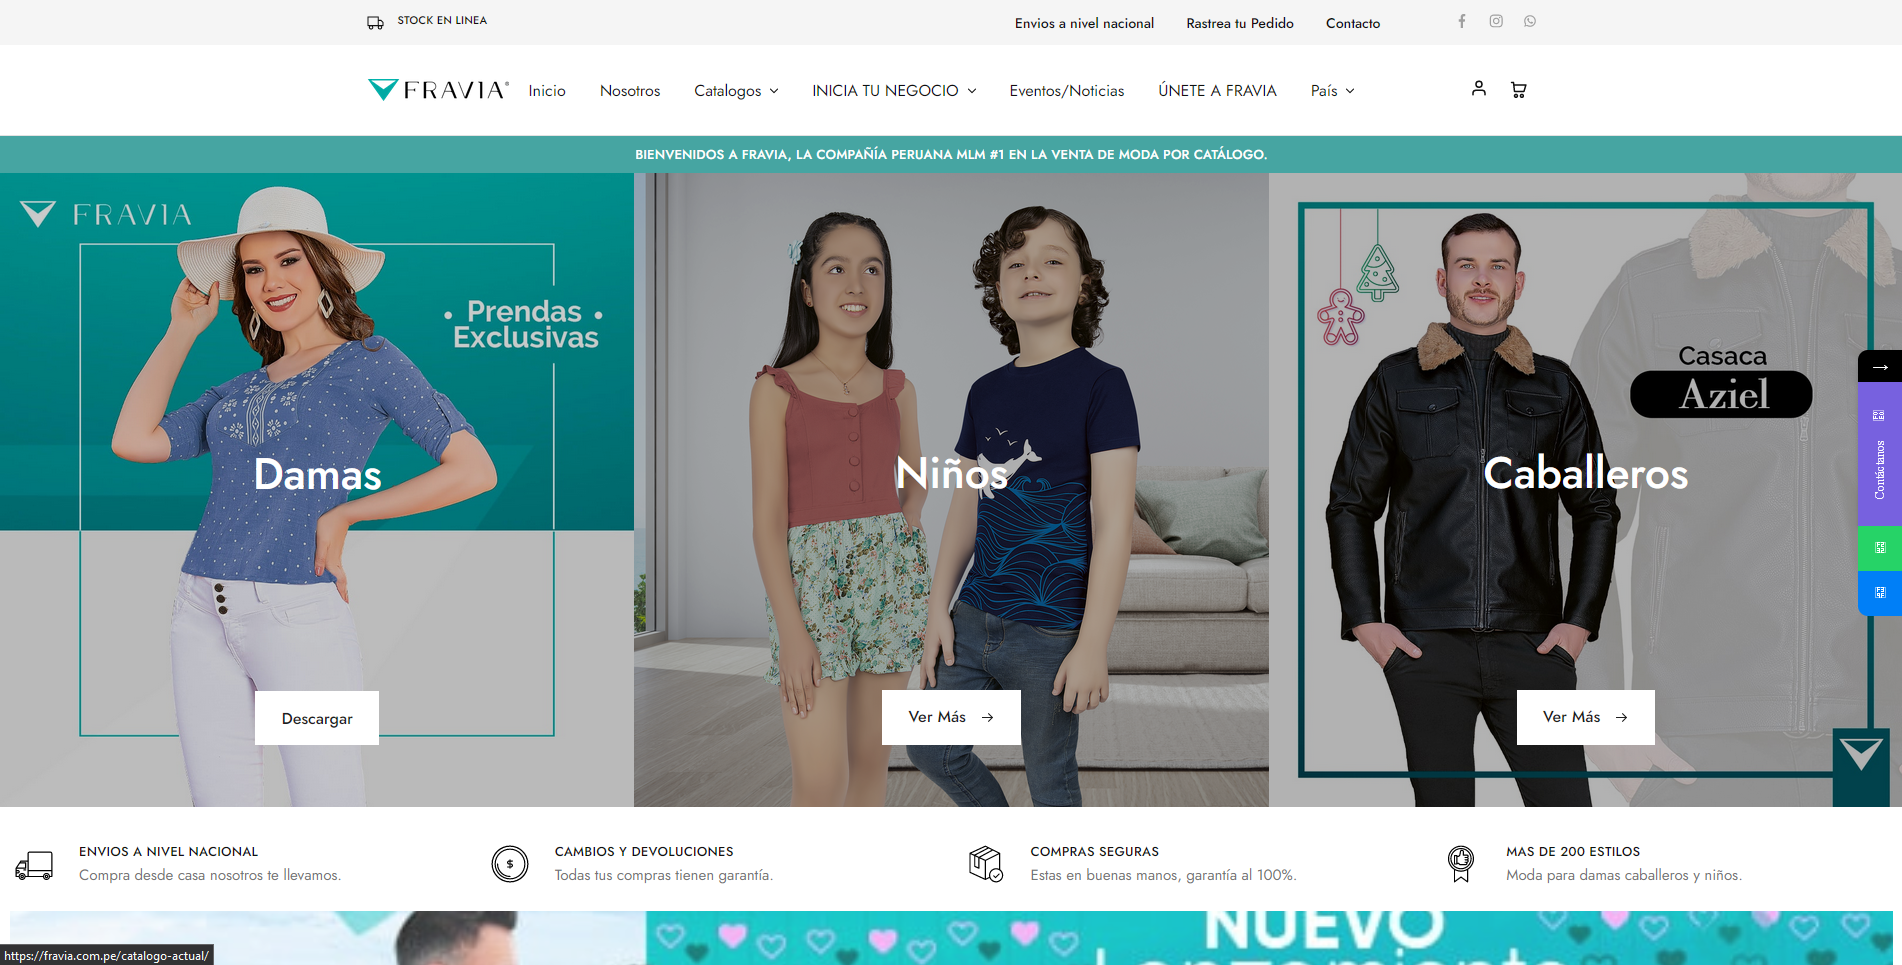 STOCK EN LINEA
Envios a nivel nacional
Rastrea tu Pedido
Contacto
FRAVIA®
Inicio
Nosotros
Catalogos
INICIA TU NEGOCIO
Eventos/Noticias
ÚNETE A FRAVIA
País
BIENVENIDOS A FRAVIA, LA COMPAÑÍA PERUANA MLM #1 EN LA VENTA DE MODA POR CATÁLOGO.
FRAVIA
• Prendas •
Exclusivas
Casaca
Aziel
Damas
Niños
Caballeros
Contáctanos
Descargar
Ver Más →
Ver Más →
ENVIOS A NIVEL NACIONAL
Compra desde casa nosotros te llevamos.
CAMBIOS Y DEVOLUCIONES
Todas tus compras tienen garantía.
COMPRAS SEGURAS
Estas en buenas manos, garantía al 100%.
MAS DE 200 ESTILOS
Moda para damas caballeros y niños.
NUEVO
Lanzamiento
https://fravia.com.pe/catalogo-actual/